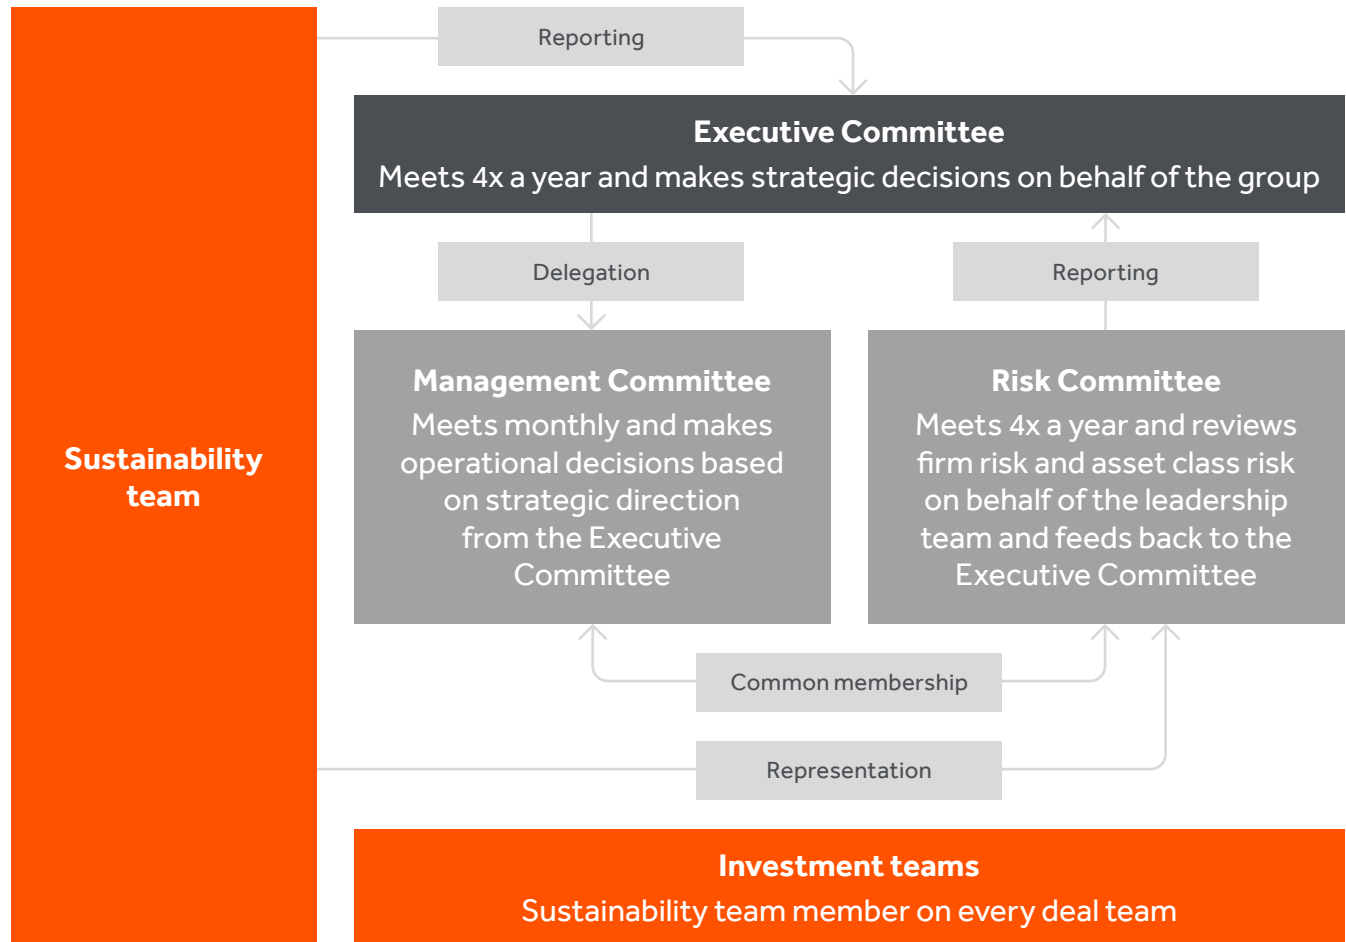 Reporting
Executive Committee
Meets 4x a year and makes strategic decisions on behalf of the group
Delegation
Reporting
Sustainability
team
Management Committee
Meets monthly and makes
operational decisions based
on strategic direction
from the Executive
Committee
Risk Committee
Meets 4x a year and reviews
firm risk and asset class risk
on behalf of the leadership
team and feeds back to the
Executive Committee
Common membership
Representation
Investment teams
Sustainability team member on every deal team